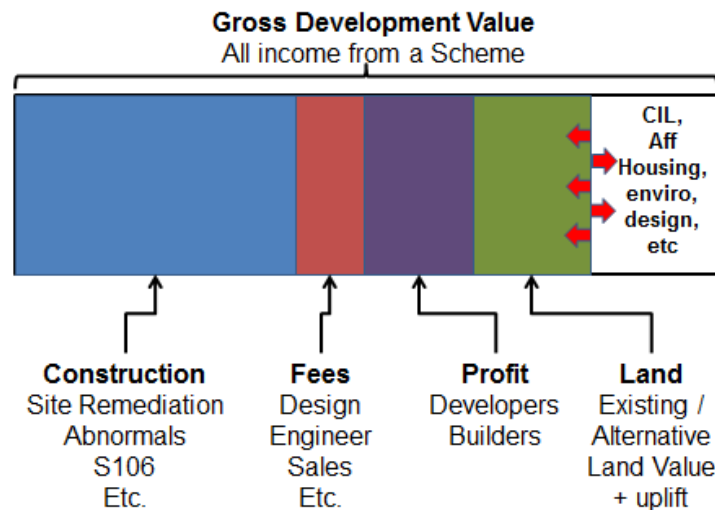 Gross Development Value
All income from a Scheme
CIL,
Aff
Housing,
enviro,
design,
etc
Construction
Site Remediation
Abnormals
S106
Etc.
Fees
Design
Engineer
Sales
Etc.
Profit
Developers
Builders
Land
Existing /
Alternative
Land Value
+ uplift